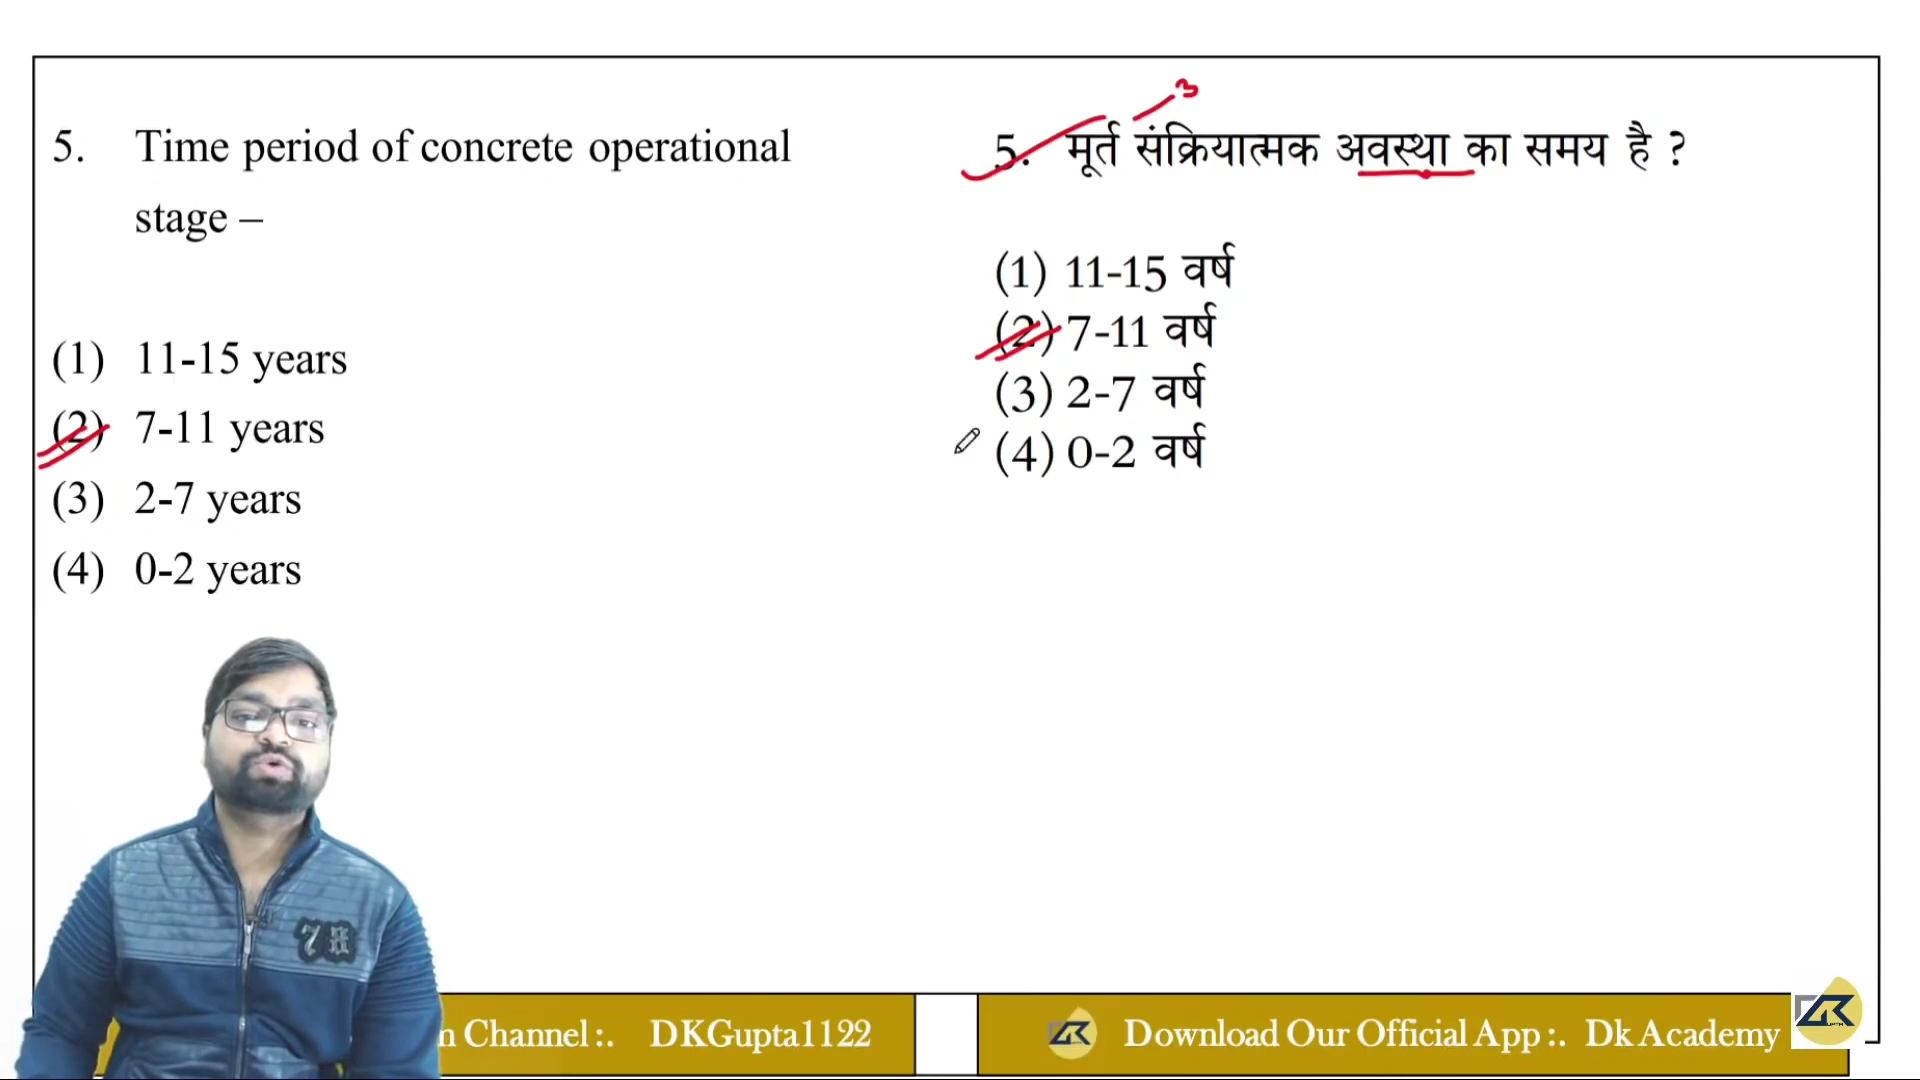 5. Time period of concrete operational
stage –
(1) 11-15 years
(2) 7-11 years
(3) 2-7 years
(4) 0-2 years
3
5. मूर्त संक्रियात्मक अवस्था का समय है ?
(1) 11-15 वर्ष
(2) 7-11 वर्ष
(3) 2-7 वर्ष
(4) 0-2 वर्ष
78
Channel :. DKGupta1122
Download Our Official App :. Dk Academy